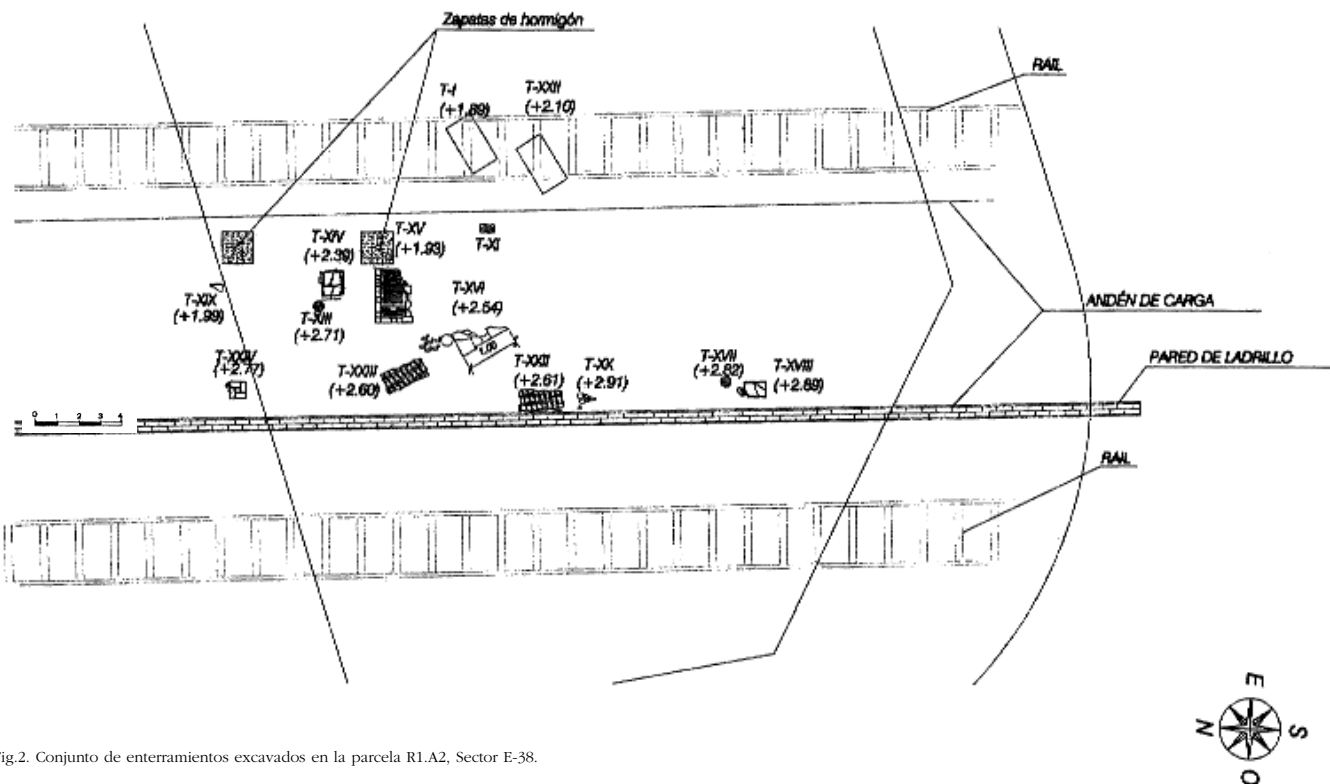 Zapatas de hormigón
RAIL
T-I
(+1.89)
T-XXII
(+2.10)
T-XIV
(+2.39)
T-XV
(+1.93)
T-XI
T-XIX
(+1.99)
T-XIII
(+2.71)
T-XVI
(+2.54)
1,00
ANDÉN DE CARGA
T-XXIV
(+2.77)
T-XXIII
(+2.60)
T-XXII
(+2.61)
T-XX
(+2.91)
T-XVII
(+2.82)
T-XVIII
(+2.89)
PARED DE LADRILLO
0 1 2 3 4
RAIL
E
N S
O
Fig.2. Conjunto de enterramientos excavados en la parcela R1.A2, Sector E-38.